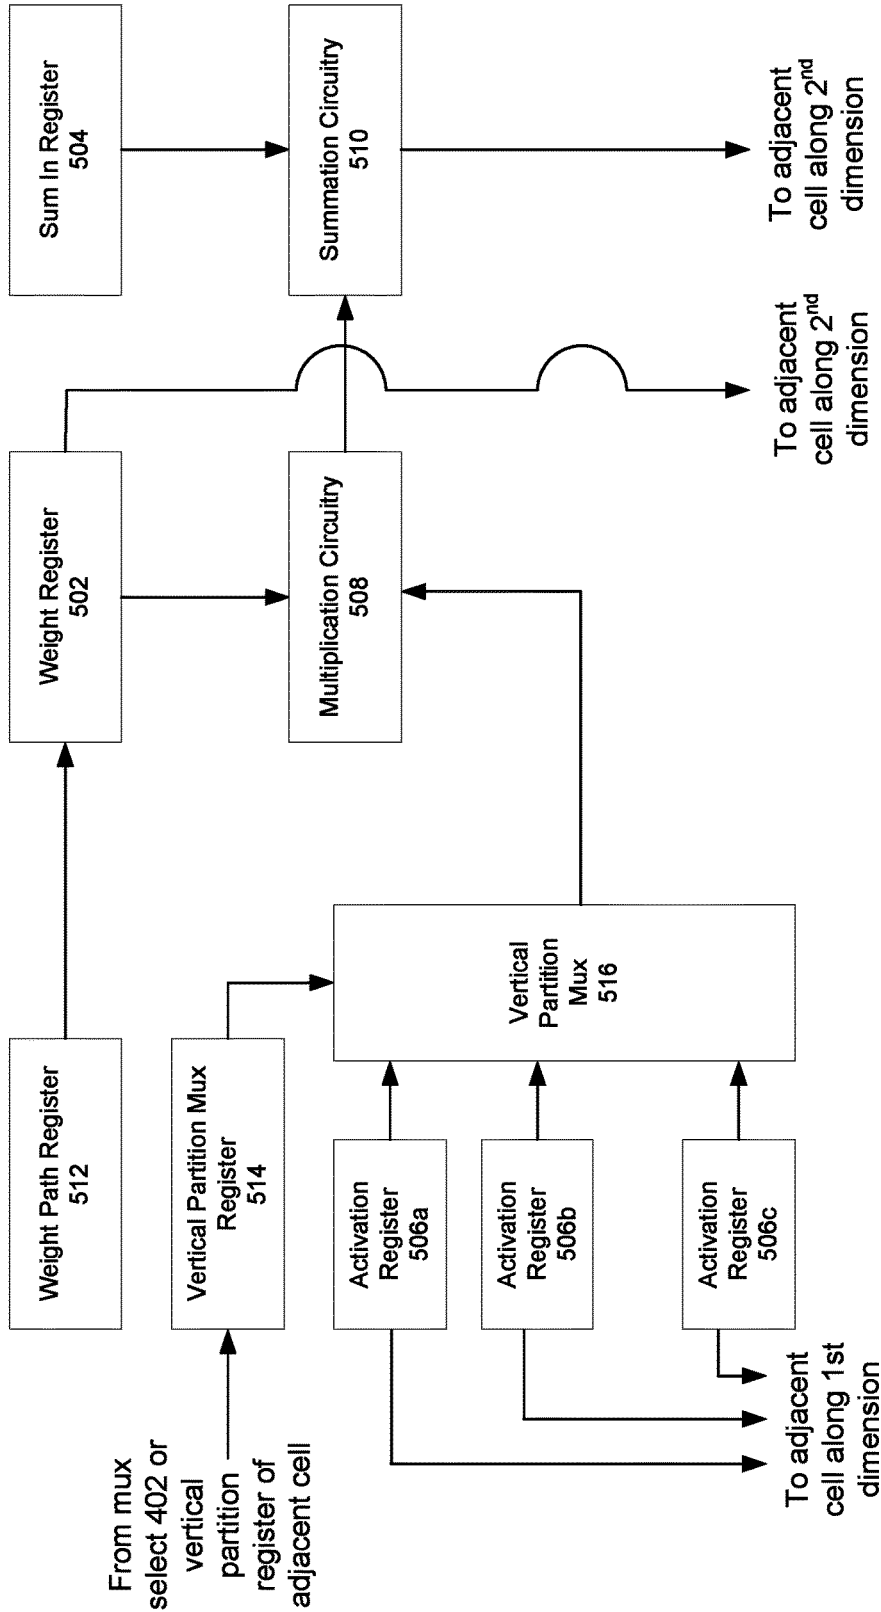 Weight Path Register
512
Weight Register
502
Sum In Register
504
From mux
select 402 or
vertical
partition
register of
adjacent cell
Vertical Partition Mux
Register
514
Multiplication Circuitry
508
Summation Circuitry
510
Activation
Register
506a
Activation
Register
506b
Activation
Register
506c
Vertical
Partition
Mux
516
To adjacent
cell along 1st
dimension
To adjacent
cell along 2nd
dimension
To adjacent
cell along 2nd
dimension